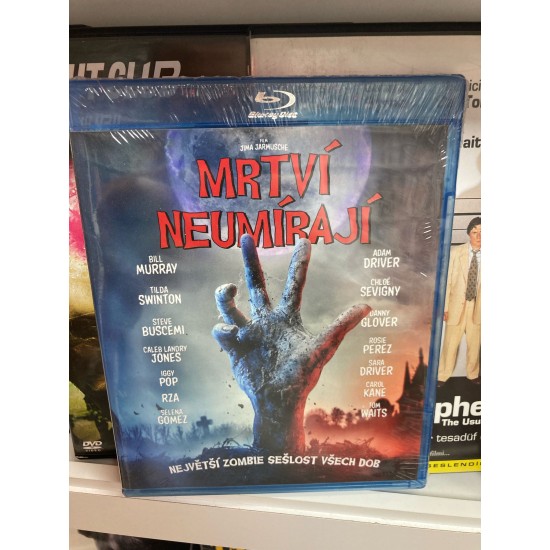 Blu-ray Disc
FILM
JIMA JARMUSCHE
MRTVÍ
NEUMÍRAJÍ
BILL
MURRAY
TILDA
SWINTON
STEVE
BUSCEMI
CALEB LANDRY
JONES
IGGY
POP
RZA
SELENA
GOMEZ
ADAM
DRIVER
CHLOË
SEVIGNY
DANNY
GLOVER
ROSIE
PEREZ
SARA
DRIVER
CAROL
KANE
TOM
WAITS
NEJVĚTŠÍ ZOMBIE SEŠLOST VŠECH DOB
DVD
phe
The Usu
tesadüf